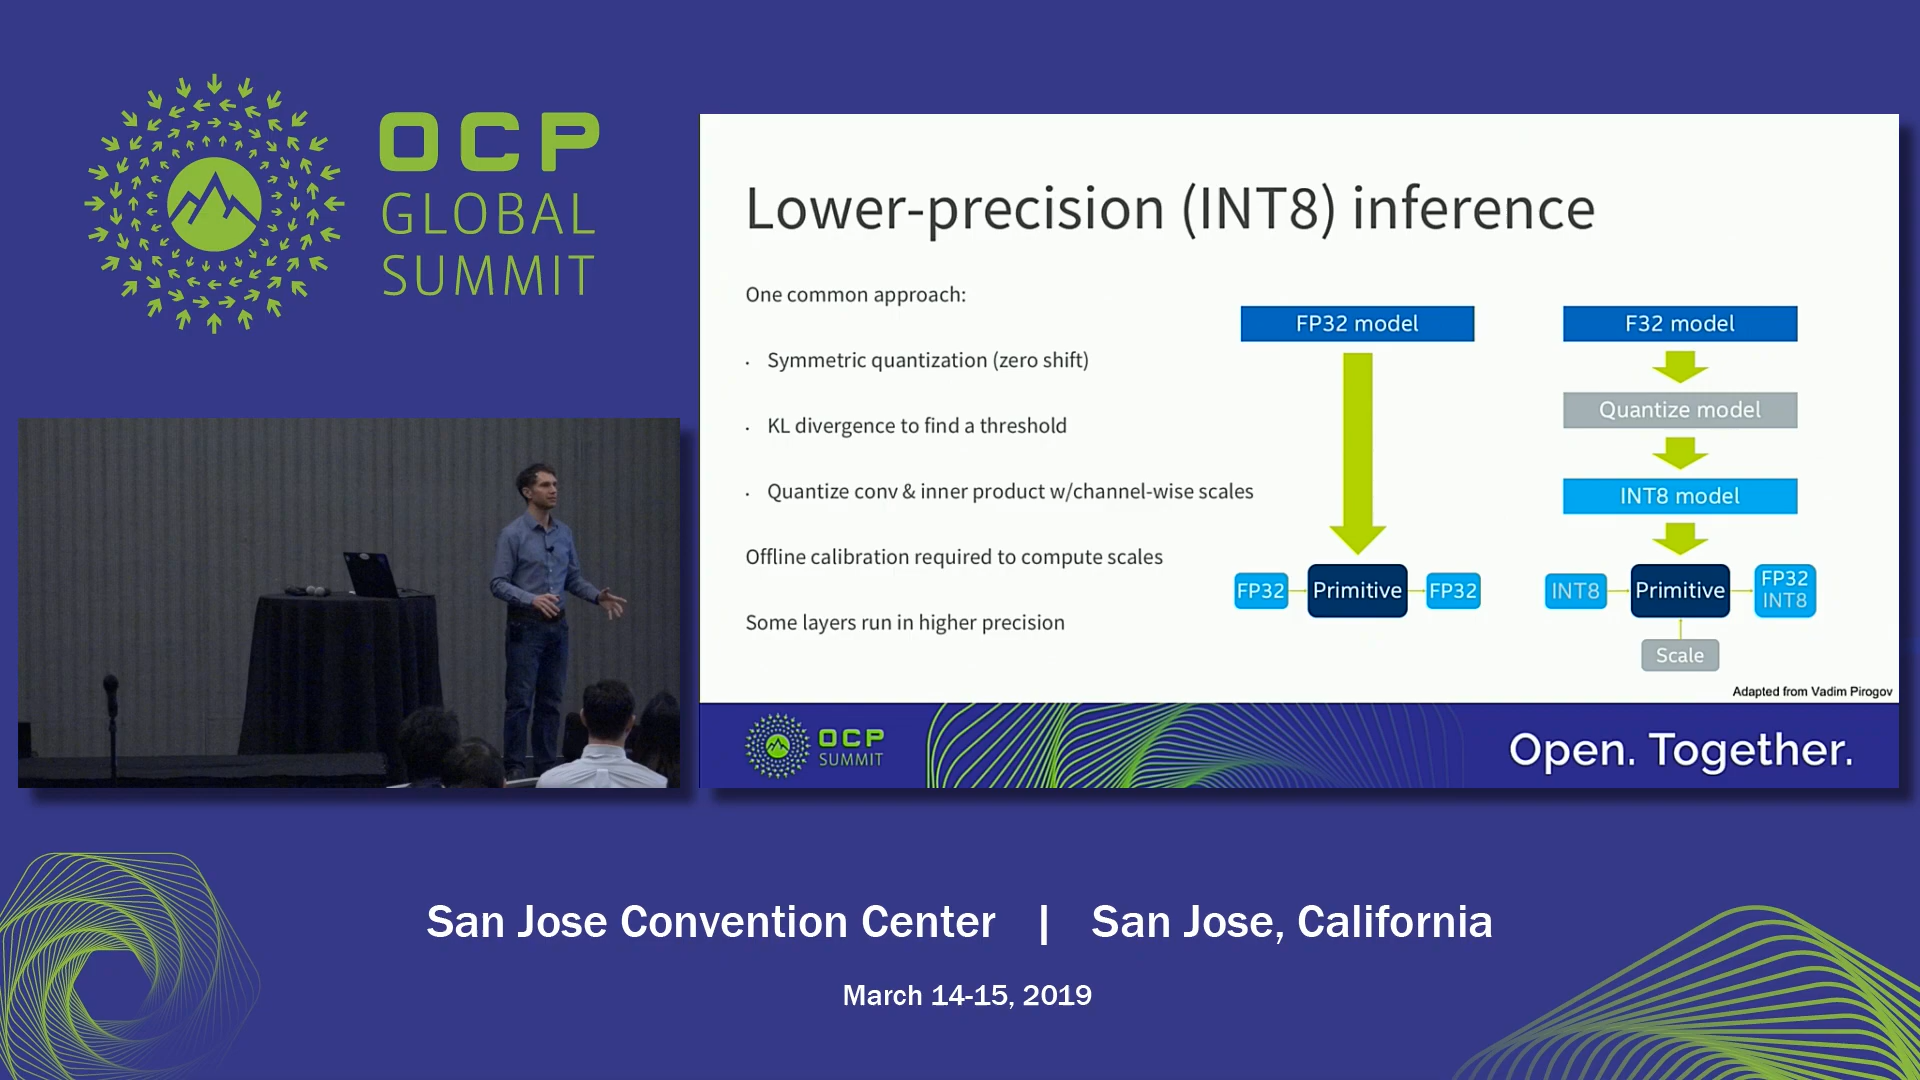 OCP
GLOBAL
SUMMIT
Lower-precision (INT8) inference
One common approach:
· Symmetric quantization (zero shift)
· KL divergence to find a threshold
· Quantize conv & inner product w/channel-wise scales
Offline calibration required to compute scales
Some layers run in higher precision
FP32 model
FP32
Primitive
FP32
F32 model
Quantize model
INT8 model
INT8
Primitive
FP32
INT8
Scale
Adapted from Vadim Pirogov
OCP
SUMMIT
Open. Together.
San Jose Convention Center | San Jose, California
March 14-15, 2019